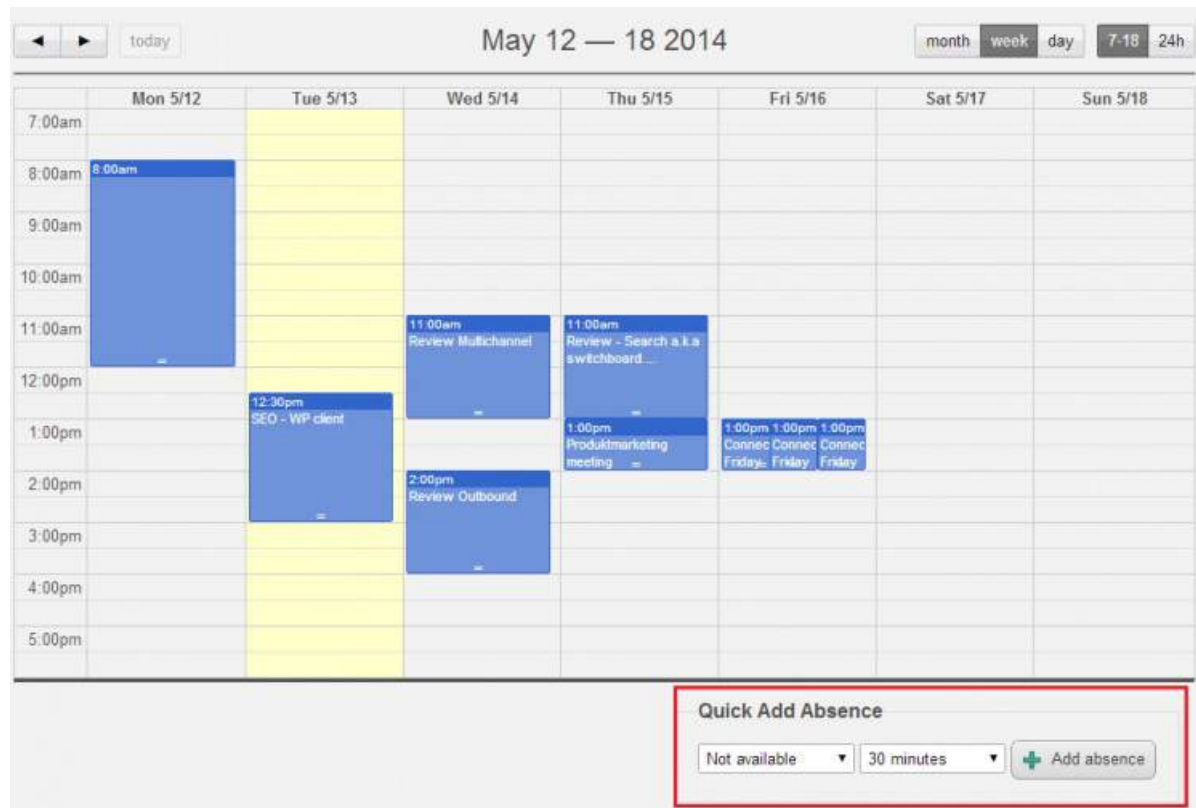 ◄ ► today May 12 — 18 2014 month week day 7-18 24h
Mon 5/12 Tue 5/13 Wed 5/14 Thu 5/15 Fri 5/16 Sat 5/17 Sun 5/18
7:00am
8:00am 8:00am
9:00am
10:00am
11:00am 11:00am 11:00am
Review Multichannel Review - Search a.k.a
switchboard....
12:00pm
12:30pm
SEO - WP client
1:00pm 1:00pm 1:00pm 1:00pm 1:00pm
Produktmarketing Connec Connec Connec
meeting Friday Friday Friday
2:00pm 2:00pm
Review Outbound
3:00pm
4:00pm
5:00pm
Quick Add Absence
Not available 30 minutes Add absence